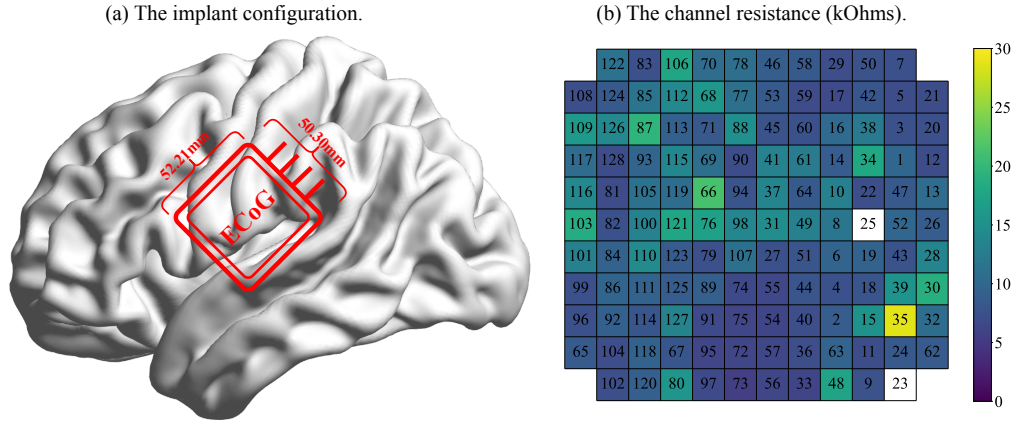 (a) The implant configuration.
(b) The channel resistance (kOhms).
52.21mm
50.30mm
ECoG
122 83 106 70 78 46 58 29 50 7
108 124 85 112 68 77 53 59 17 42 5 21
109 126 87 113 71 88 45 60 16 38 3 20
117 128 93 115 69 90 41 61 14 34 1 12
116 81 105 119 66 94 37 64 10 22 47 13
103 82 100 121 76 98 31 49 8 25 52 26
101 84 110 123 79 107 27 51 6 19 43 28
99 86 111 125 89 74 55 44 4 18 39 30
96 92 114 127 91 75 54 40 2 15 35 32
65 104 118 67 95 72 57 36 63 11 24 62
102 120 80 97 73 56 33 48 9 23
30
25
20
15
10
5
0